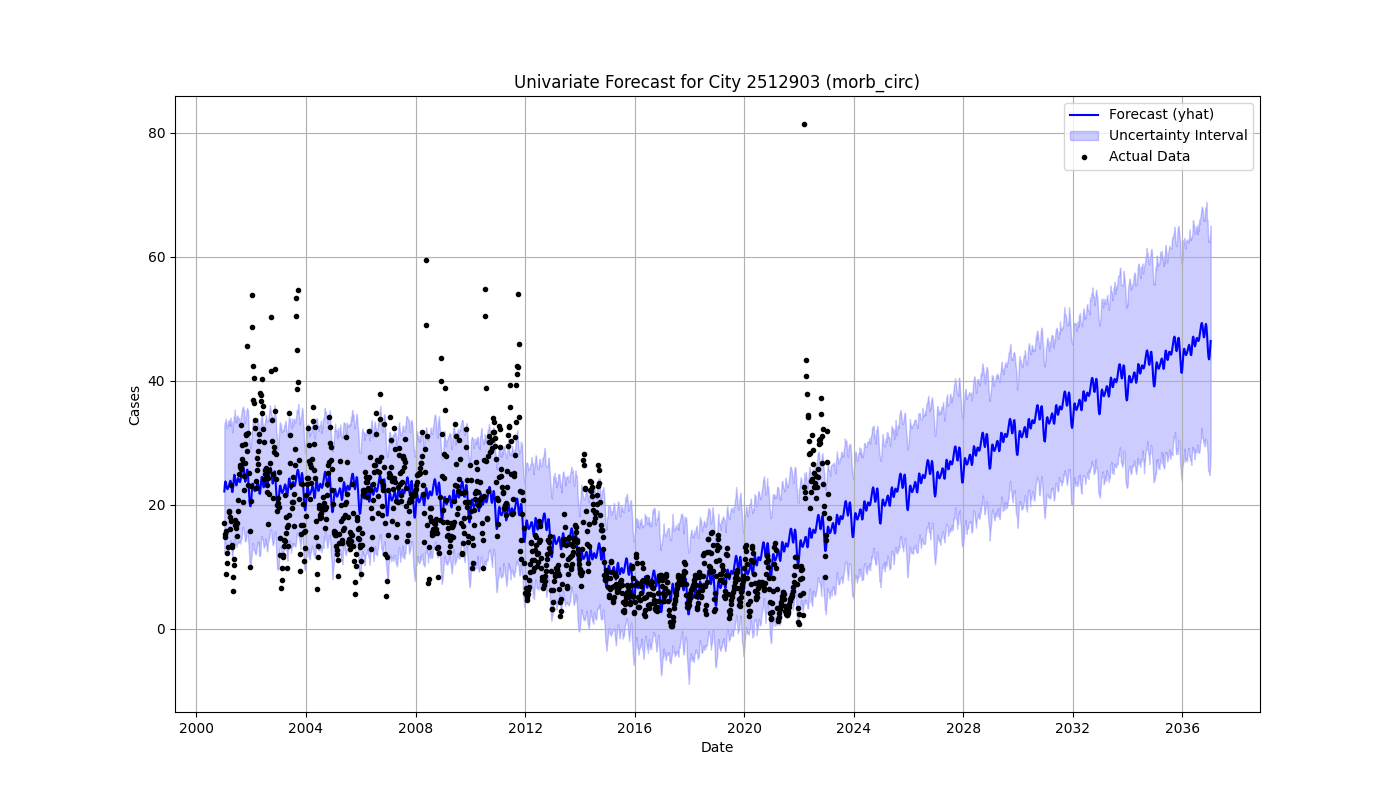 Univariate Forecast for City 2512903 (morb_circ)
Forecast (yhat)
Uncertainty Interval
Actual Data
80
60
40
20
0
Cases
2000 2004 2008 2012 2016 2020 2024 2028 2032 2036
Date